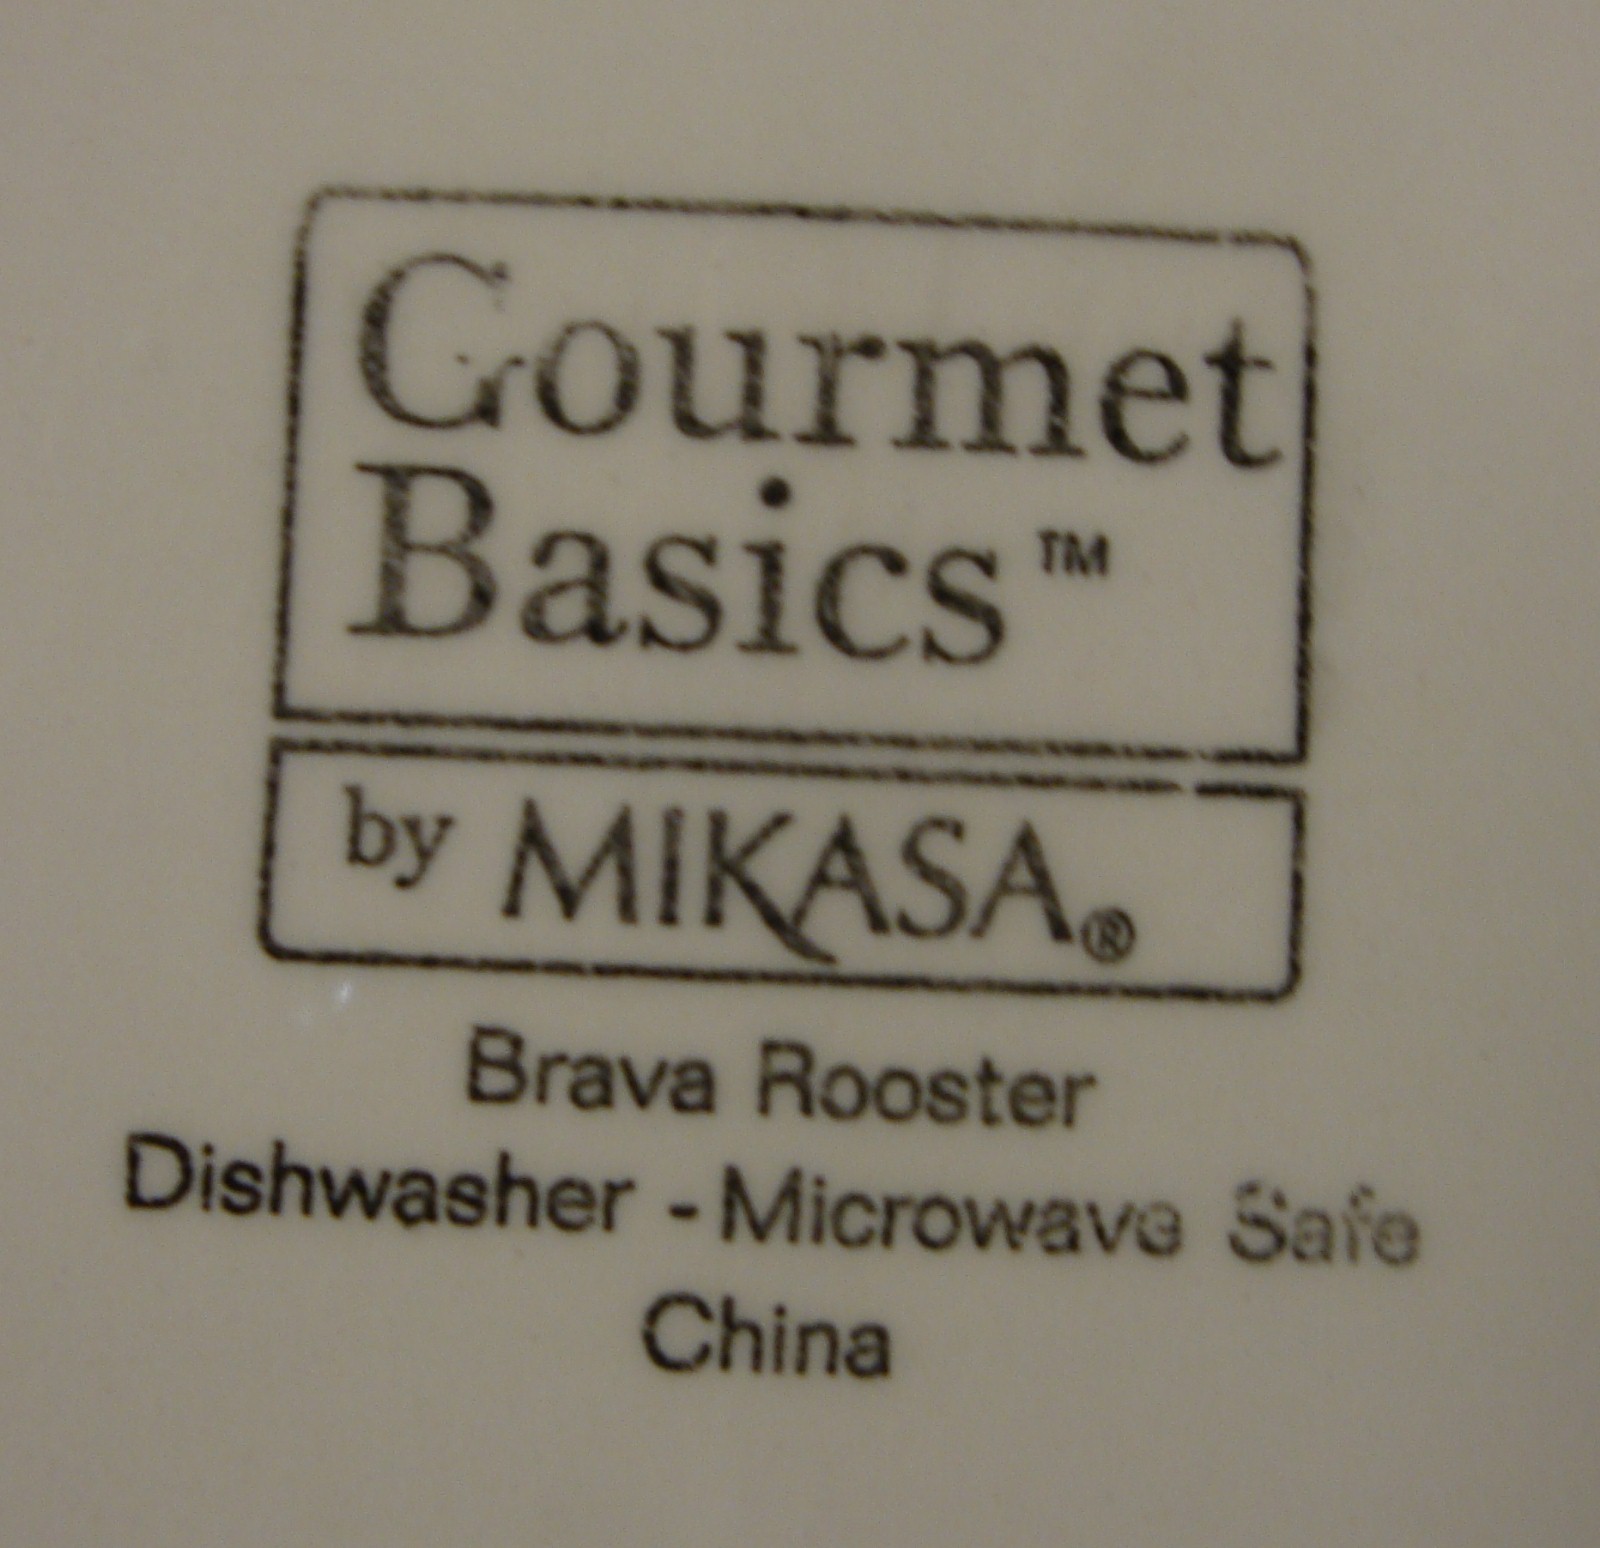 Gourmet
Basics™
by MIKASA®
Brava Rooster
Dishwasher - Microwave Safe
China